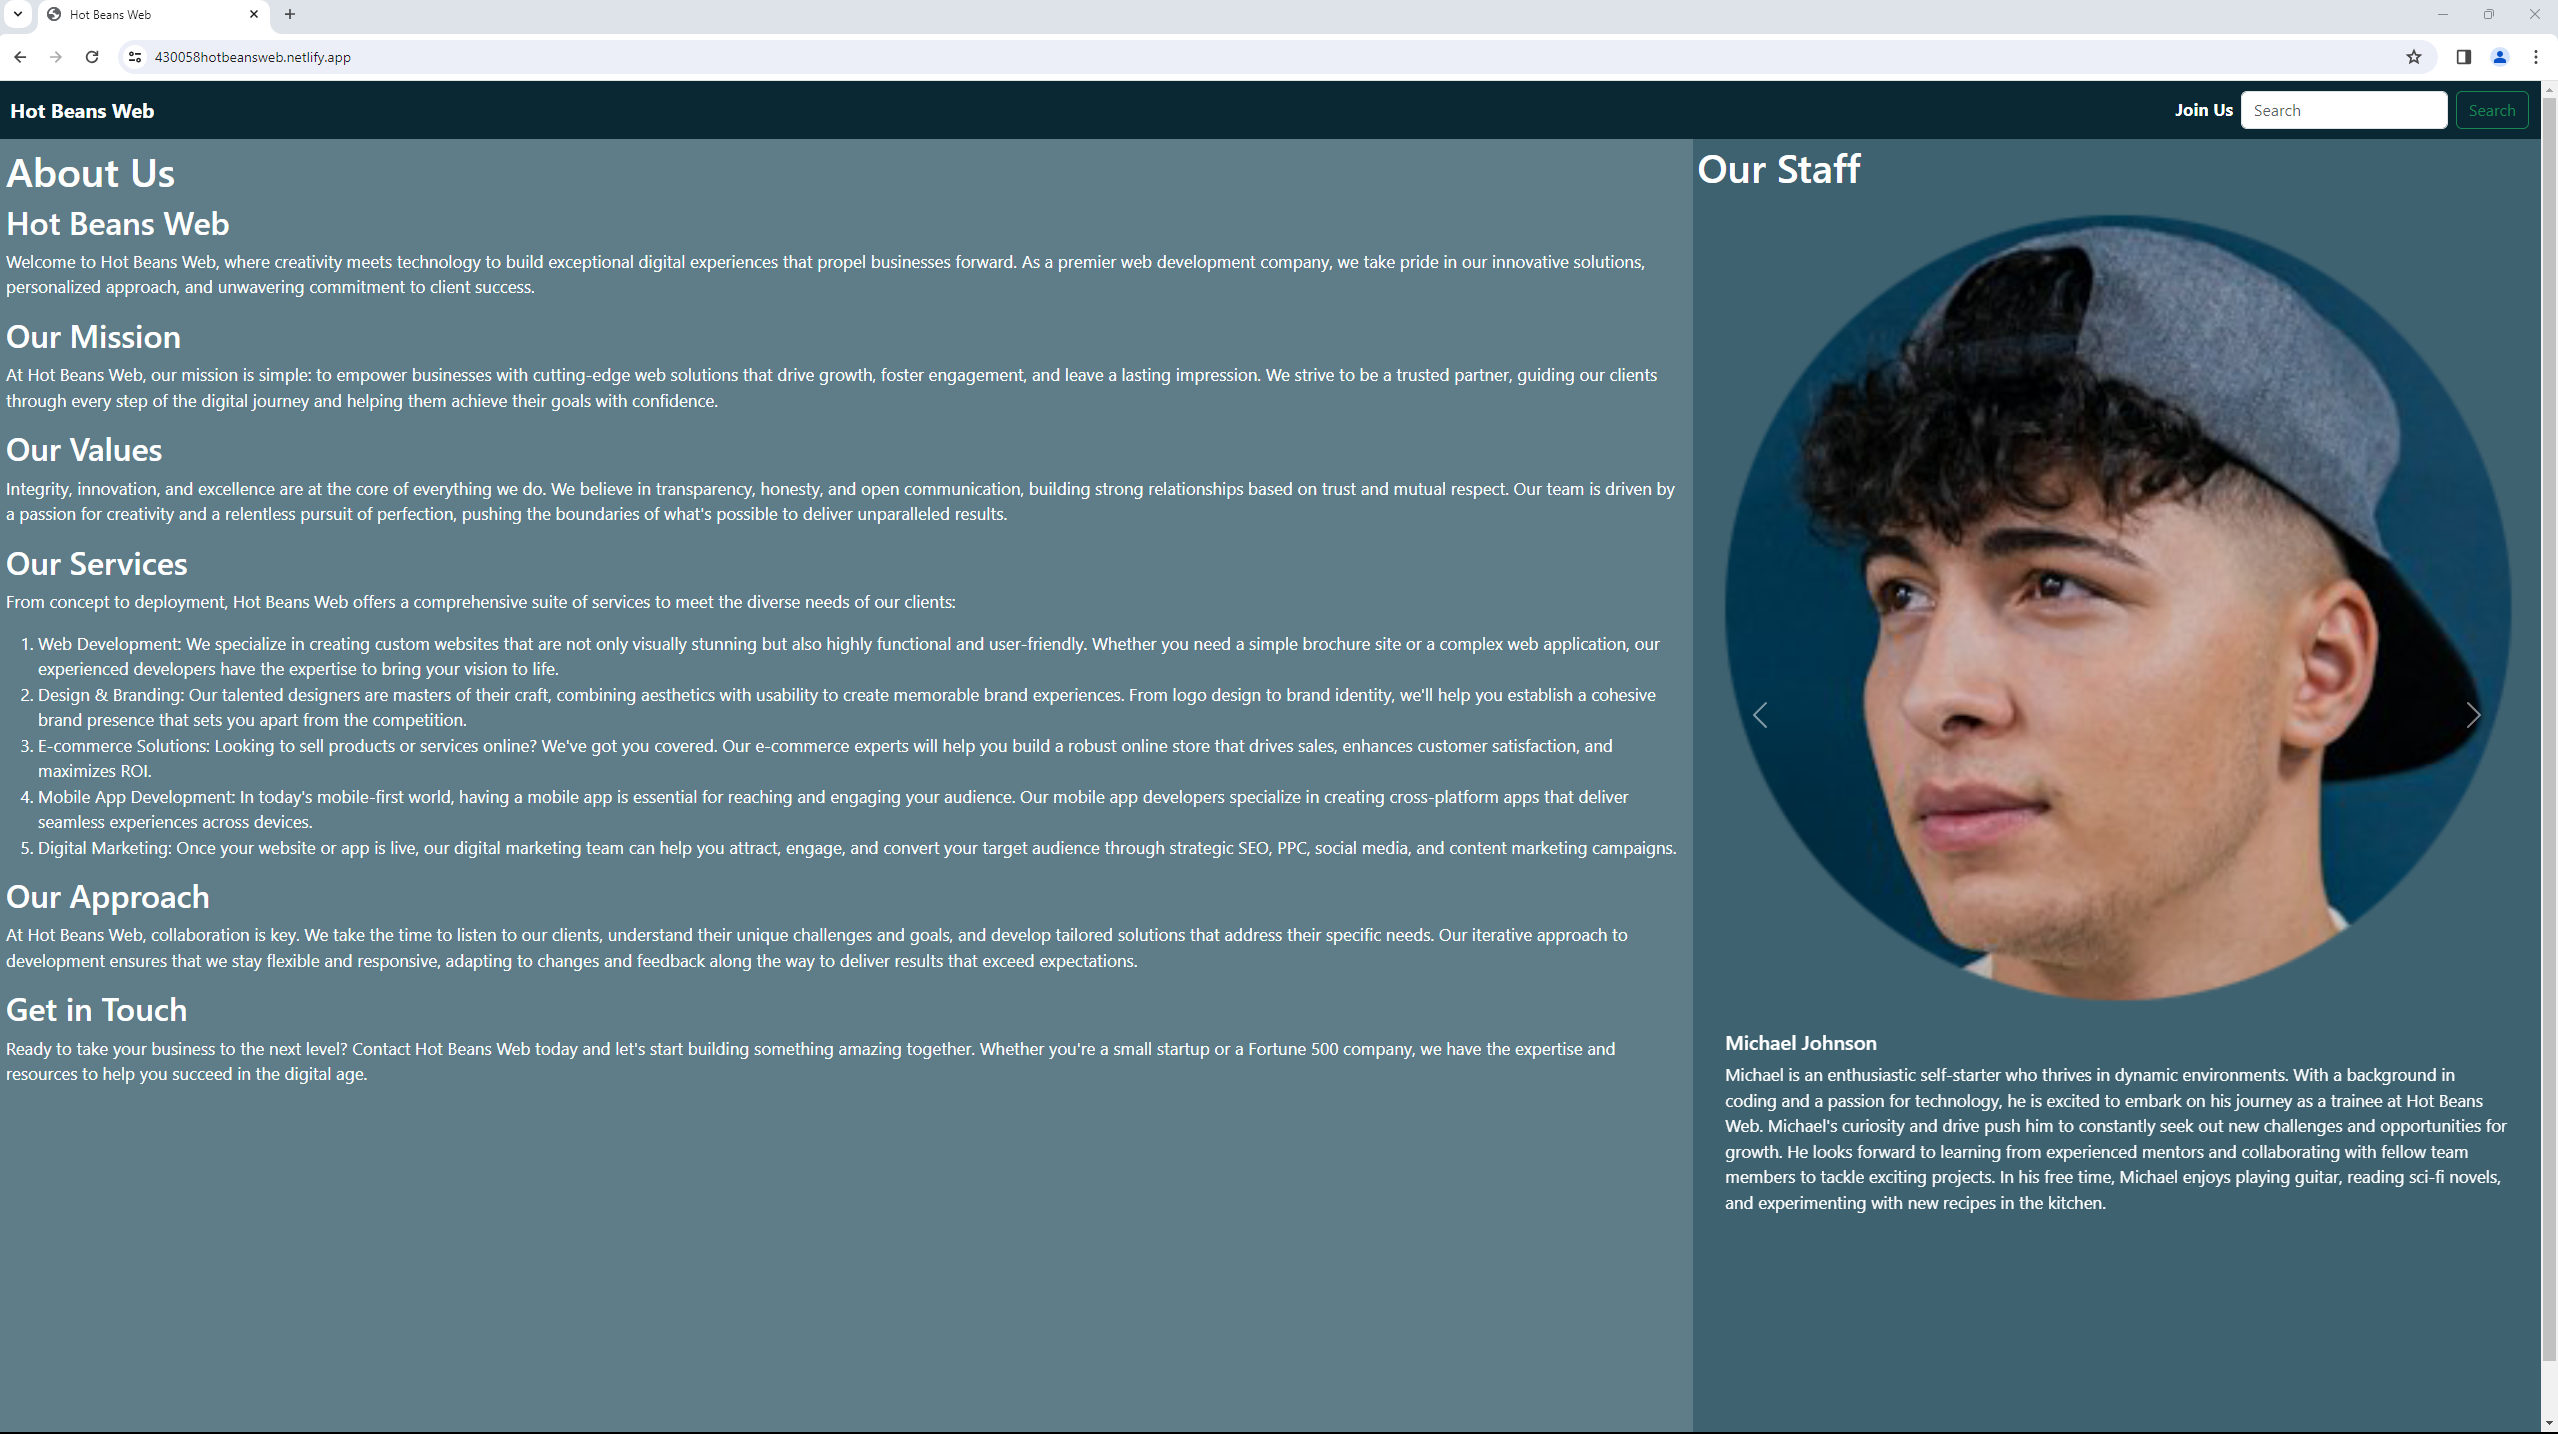 Hot Beans Web
430058hotbeansweb.netlify.app
Hot Beans Web
Join Us
Search
Search
About Us
Hot Beans Web
Welcome to Hot Beans Web, where creativity meets technology to build exceptional digital experiences that propel businesses forward. As a premier web development company, we take pride in our innovative solutions,
personalized approach, and unwavering commitment to client success.
Our Mission
At Hot Beans Web, our mission is simple: to empower businesses with cutting-edge web solutions that drive growth, foster engagement, and leave a lasting impression. We strive to be a trusted partner, guiding our clients
through every step of the digital journey and helping them achieve their goals with confidence.
Our Values
Integrity, innovation, and excellence are at the core of everything we do. We believe in transparency, honesty, and open communication, building strong relationships based on trust and mutual respect. Our team is driven by
a passion for creativity and a relentless pursuit of perfection, pushing the boundaries of what's possible to deliver unparalleled results.
Our Services
From concept to deployment, Hot Beans Web offers a comprehensive suite of services to meet the diverse needs of our clients:
1. Web Development: We specialize in creating custom websites that are not only visually stunning but also highly functional and user-friendly. Whether you need a simple brochure site or a complex web application, our
experienced developers have the expertise to bring your vision to life.
2. Design & Branding: Our talented designers are masters of their craft, combining aesthetics with usability to create memorable brand experiences. From logo design to brand identity, we'll help you establish a cohesive
brand presence that sets you apart from the competition.
3. E-commerce Solutions: Looking to sell products or services online? We've got you covered. Our e-commerce experts will help you build a robust online store that drives sales, enhances customer satisfaction, and
maximizes ROI.
4. Mobile App Development: In today's mobile-first world, having a mobile app is essential for reaching and engaging your audience. Our mobile app developers specialize in creating cross-platform apps that deliver
seamless experiences across devices.
5. Digital Marketing: Once your website or app is live, our digital marketing team can help you attract, engage, and convert your target audience through strategic SEO, PPC, social media, and content marketing campaigns.
Our Approach
At Hot Beans Web, collaboration is key. We take the time to listen to our clients, understand their unique challenges and goals, and develop tailored solutions that address their specific needs. Our iterative approach to
development ensures that we stay flexible and responsive, adapting to changes and feedback along the way to deliver results that exceed expectations.
Get in Touch
Ready to take your business to the next level? Contact Hot Beans Web today and let's start building something amazing together. Whether you're a small startup or a Fortune 500 company, we have the expertise and
resources to help you succeed in the digital age.
Our Staff
Michael Johnson
Michael is an enthusiastic self-starter who thrives in dynamic environments. With a background in
coding and a passion for technology, he is excited to embark on his journey as a trainee at Hot Beans
Web. Michael's curiosity and drive push him to constantly seek out new challenges and opportunities for
growth. He looks forward to learning from experienced mentors and collaborating with fellow team
members to tackle exciting projects. In his free time, Michael enjoys playing guitar, reading sci-fi novels,
and experimenting with new recipes in the kitchen.